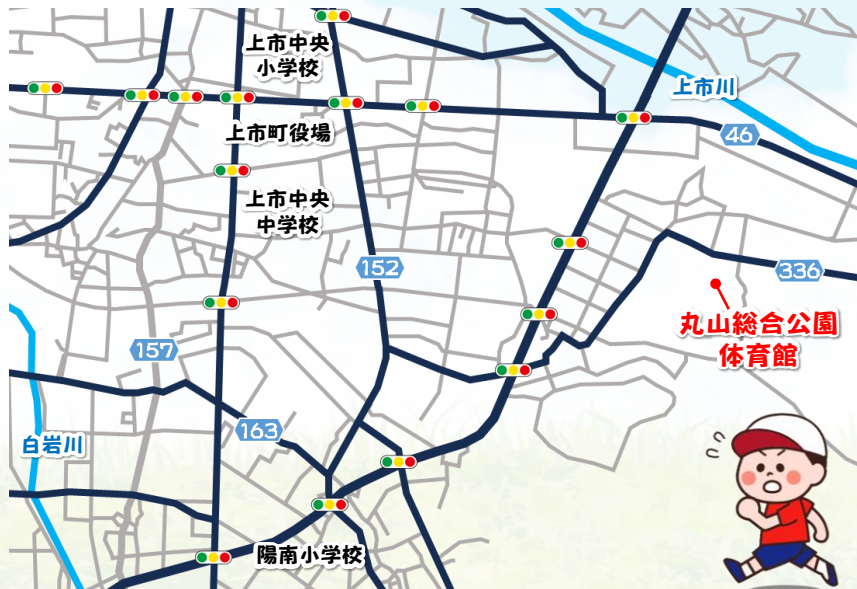 上市中央
小学校
上市川
上市町役場
46
上市中央
中学校
152
336
丸山総合公園
体育館
157
163
白岩川
陽南小学校